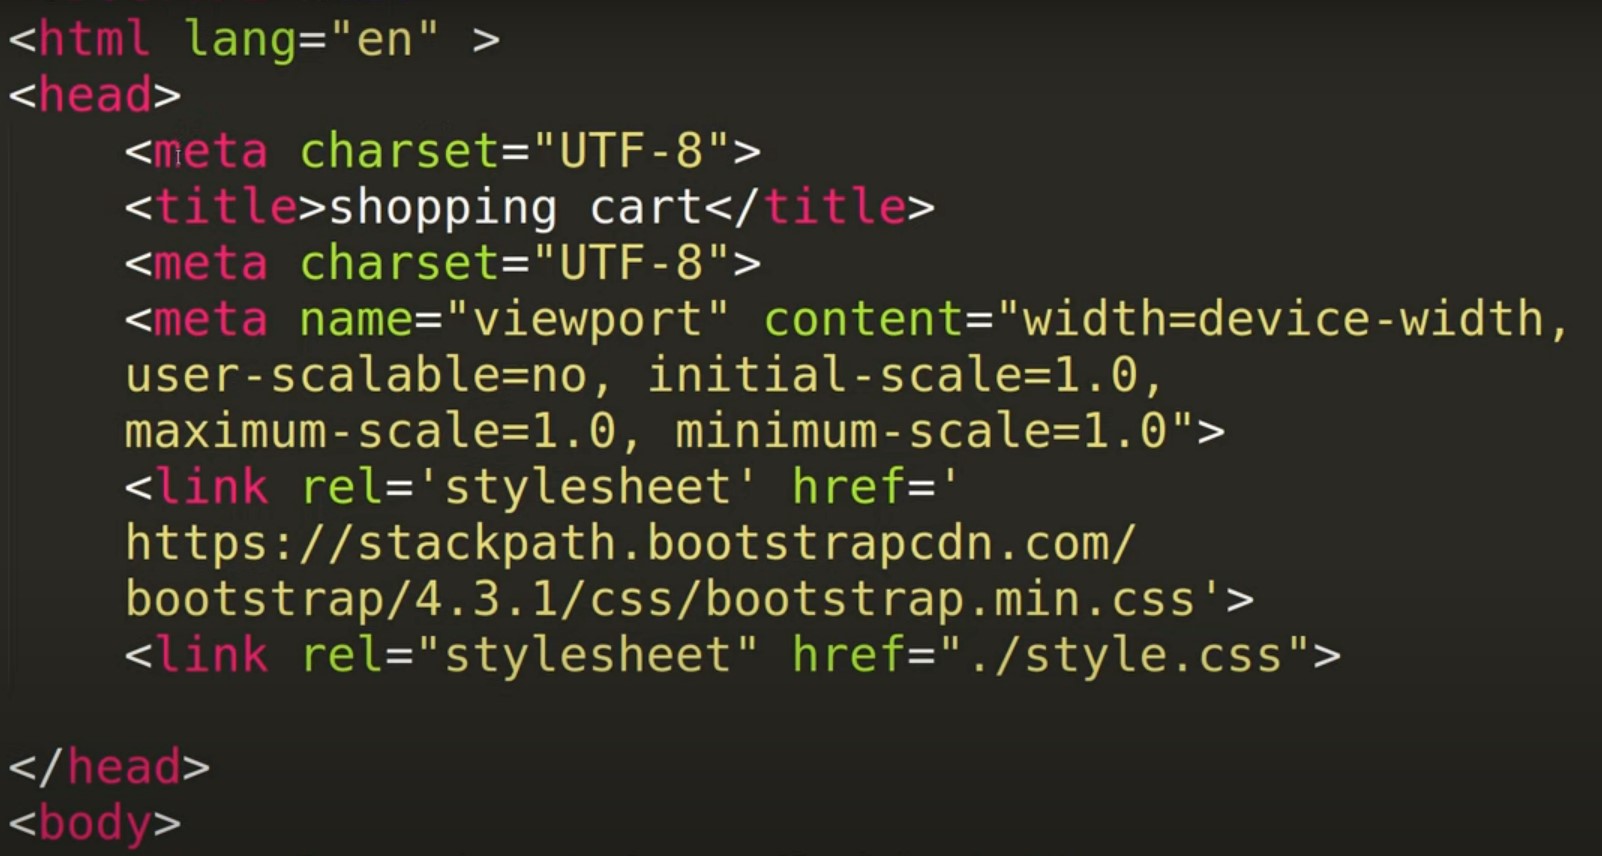 <html lang="en" >
<head>
<meta charset="UTF-8">
<title>shopping cart</title>
<meta charset="UTF-8">
<meta name="viewport" content="width=device-width,
user-scalable=no, initial-scale=1.0,
maximum-scale=1.0, minimum-scale=1.0">
<link rel='stylesheet' href='
https://stackpath.bootstrapcdn.com/
bootstrap/4.3.1/css/bootstrap.min.css'>
<link rel="stylesheet" href="./style.css">
</head>
<body>